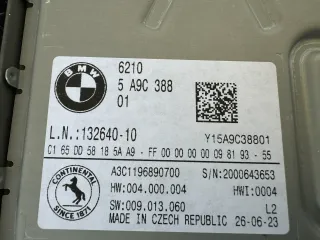 BMW
6210
5 A9C 388
01
L.N.:132640-10
Y15A9C38801
C1 65 DD 58 18 5A A9 - FF 00 00 00 00 09 81 93 - 55
A3C1196890700
S/N:2000643653
HW:004.000.004
HWI:0004
SW:009.013.060
L2
MADE IN CZECH REPUBLIC
26-06-23
CONTINENTAL
SINCE 1871